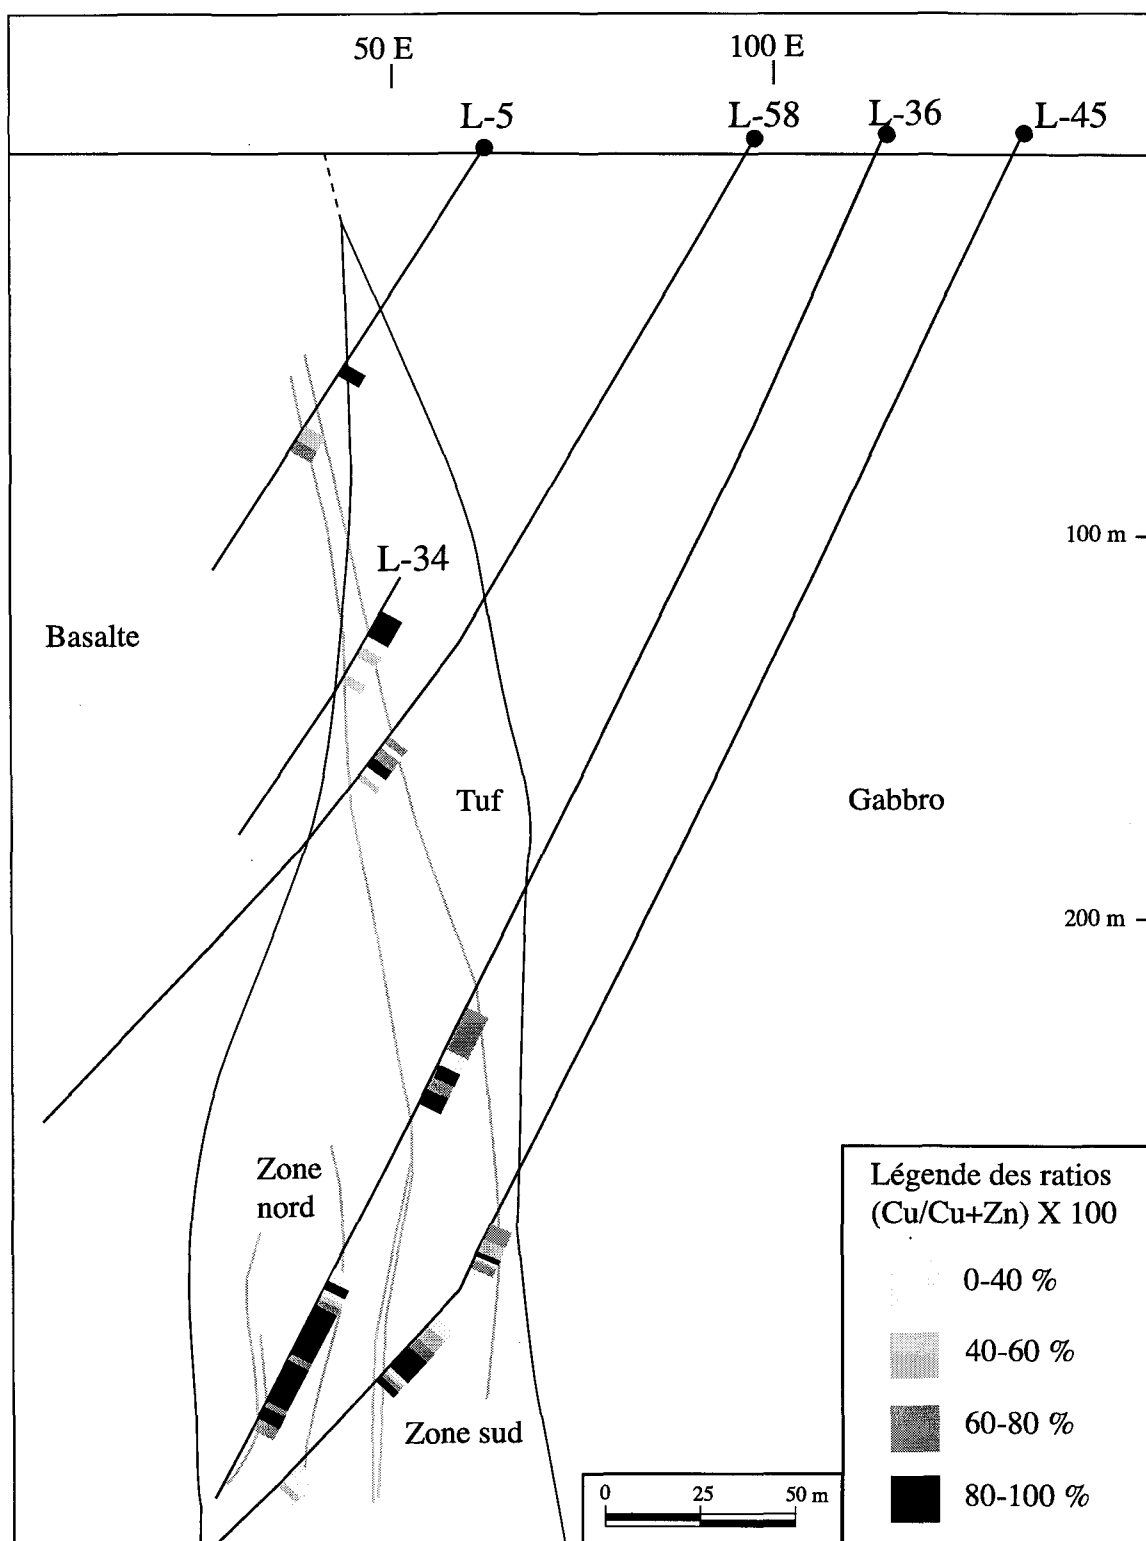 50 E
100 E
L-5
L-58
L-36
L-45
100 m
L-34
Basalte
Tuf
Gabbro
200 m
Zone
nord
Légende des ratios
(Cu/Cu+Zn) X 100
0-40 %
40-60 %
Zone sud
60-80 %
80-100 %
0 25 50 m